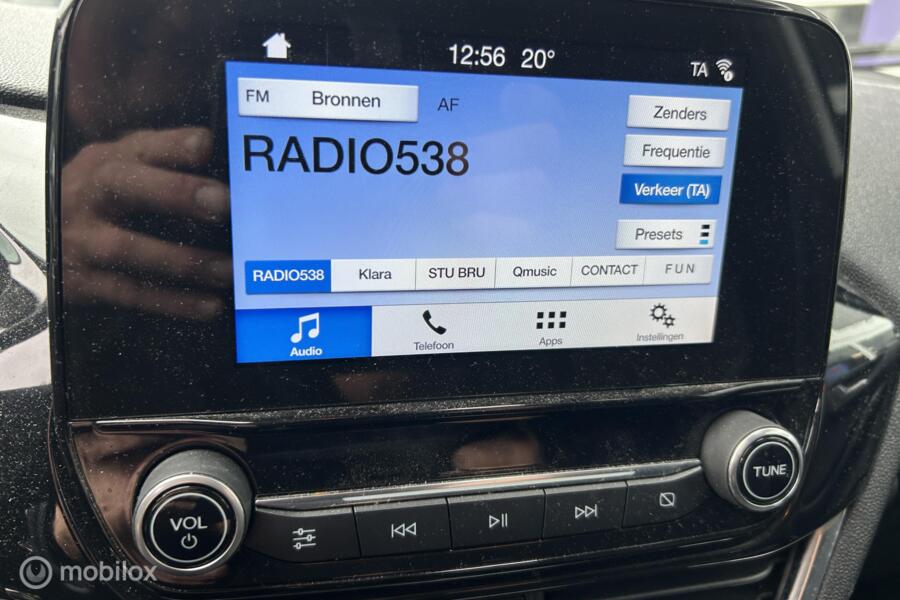 12:56 20°
TA
FM Bronnen AF
Zenders
RADIO538
Frequentie
Verkeer (TA)
Presets
RADIO538 Klara STU BRU Qmusic CONTACT F U N
Audio Telefoon Apps Instellingen
TUNE
VOL
mobilox